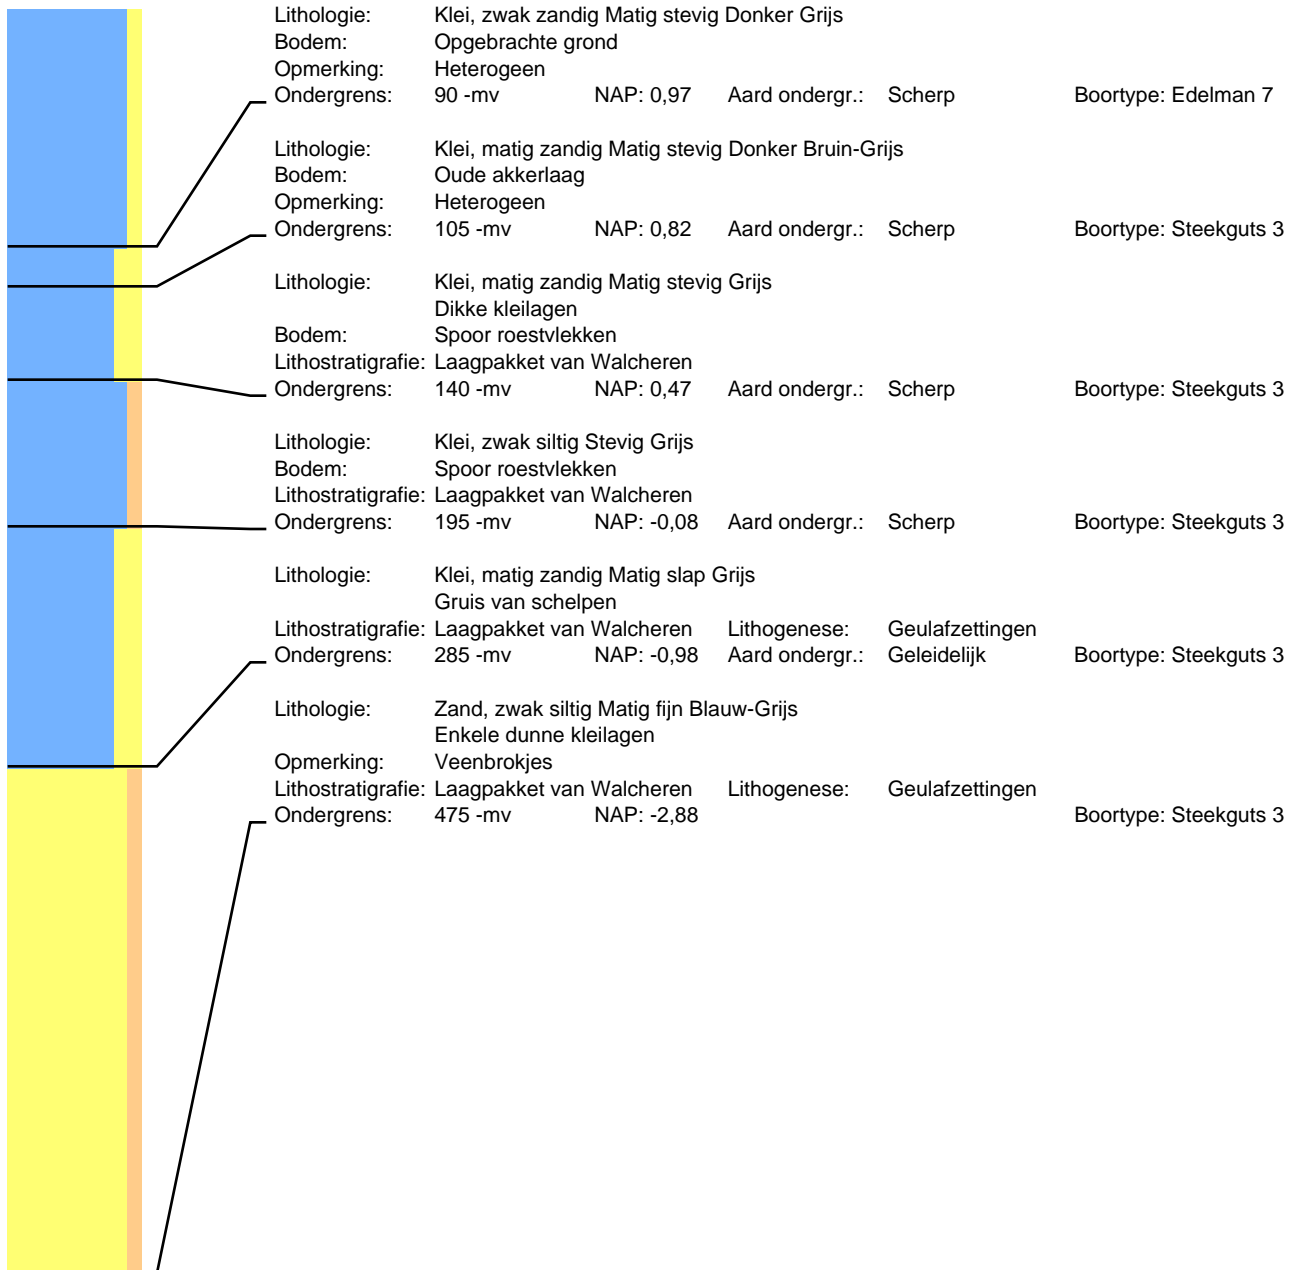 Lithologie: Klei, zwak zandig Matig stevig Donker Grijs
Bodem: Opgebrachte grond
Opmerking: Heterogeen
Ondergrens: 90 -mv NAP: 0,97 Aard ondergr.: Scherp Boortype: Edelman 7
Lithologie: Klei, matig zandig Matig stevig Donker Bruin-Grijs
Bodem: Oude akkerlaag
Opmerking: Heterogeen
Ondergrens: 105 -mv NAP: 0,82 Aard ondergr.: Scherp Boortype: Steekguts 3
Lithologie: Klei, matig zandig Matig stevig Grijs
Dikke kleilagen
Bodem: Spoor roestvlekken
Lithostratigrafie: Laagpakket van Walcheren
Ondergrens: 140 -mv NAP: 0,47 Aard ondergr.: Scherp Boortype: Steekguts 3
Lithologie: Klei, zwak siltig Stevig Grijs
Bodem: Spoor roestvlekken
Lithostratigrafie: Laagpakket van Walcheren
Ondergrens: 195 -mv NAP: -0,08 Aard ondergr.: Scherp Boortype: Steekguts 3
Lithologie: Klei, matig zandig Matig slap Grijs
Gruis van schelpen
Lithostratigrafie: Laagpakket van Walcheren Lithogenese: Geulafzettingen
Ondergrens: 285 -mv NAP: -0,98 Aard ondergr.: Geleidelijk Boortype: Steekguts 3
Lithologie: Zand, zwak siltig Matig fijn Blauw-Grijs
Enkele dunne kleilagen
Opmerking: Veenbrokjes
Lithostratigrafie: Laagpakket van Walcheren Lithogenese: Geulafzettingen
Ondergrens: 475 -mv NAP: -2,88 Boortype: Steekguts 3